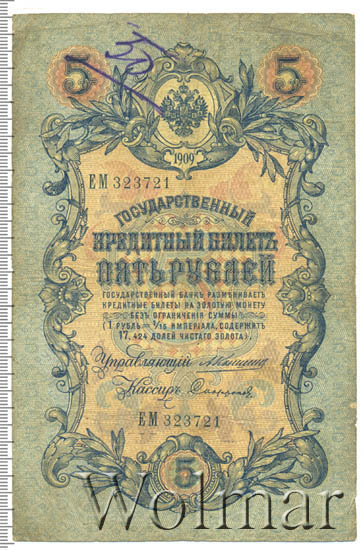 5 5
1909
ЕМ 323721
ГОСУДАРСТВЕННЫЙ
КРЕДИТНЫЙ БИЛЕТЪ
ПЯТЬ РУБЛЕЙ
ГОСУДАРСТВЕННЫЙ БАНКЪ РАЗМѢНИВАЕТЪ
КРЕДИТНЫЕ БИЛЕТЫ НА ЗОЛОТУЮ МОНЕТУ
БЕЗЪ ОГРАНИЧЕНІЯ СУММЫ
(1 РУБЛЬ = 1/15 ИМПЕРІАЛА, СОДЕРЖИТЪ
17,424 ДОЛЕЙ ЧИСТАГО ЗОЛОТА).
Управляющій
Кассиръ
ЕМ 323721
5
Wolmar